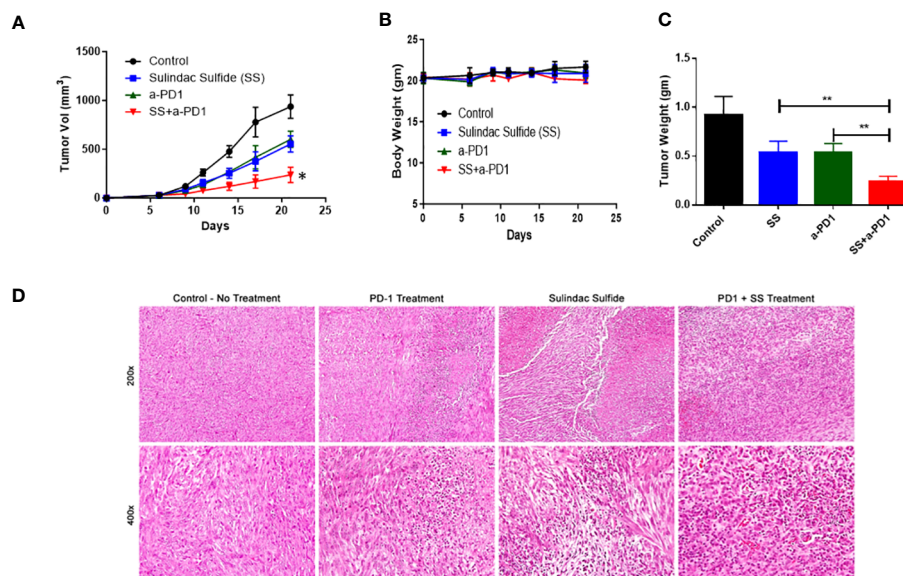 A
Tumor Vol (mm³)
1500
1000
500
0
0 5 10 15 20 25
Days
Control
Sulindac Sulfide (SS)
a-PD1
SS+a-PD1
*
B
Body Weight (gm)
25
20
15
10
5
0 5 10 15 20 25
Days
Control
Sulindac Sulfide (SS)
a-PD1
SS+a-PD1
C
Tumor Weight (gm)
1.5
1.0
0.5
0.0
**
**
Control
SS
a-PD1
SS+a-PD1
D
Control - No Treatment
PD-1 Treatment
Sulindac Sulfide
PD1 + SS Treatment
200x
400x